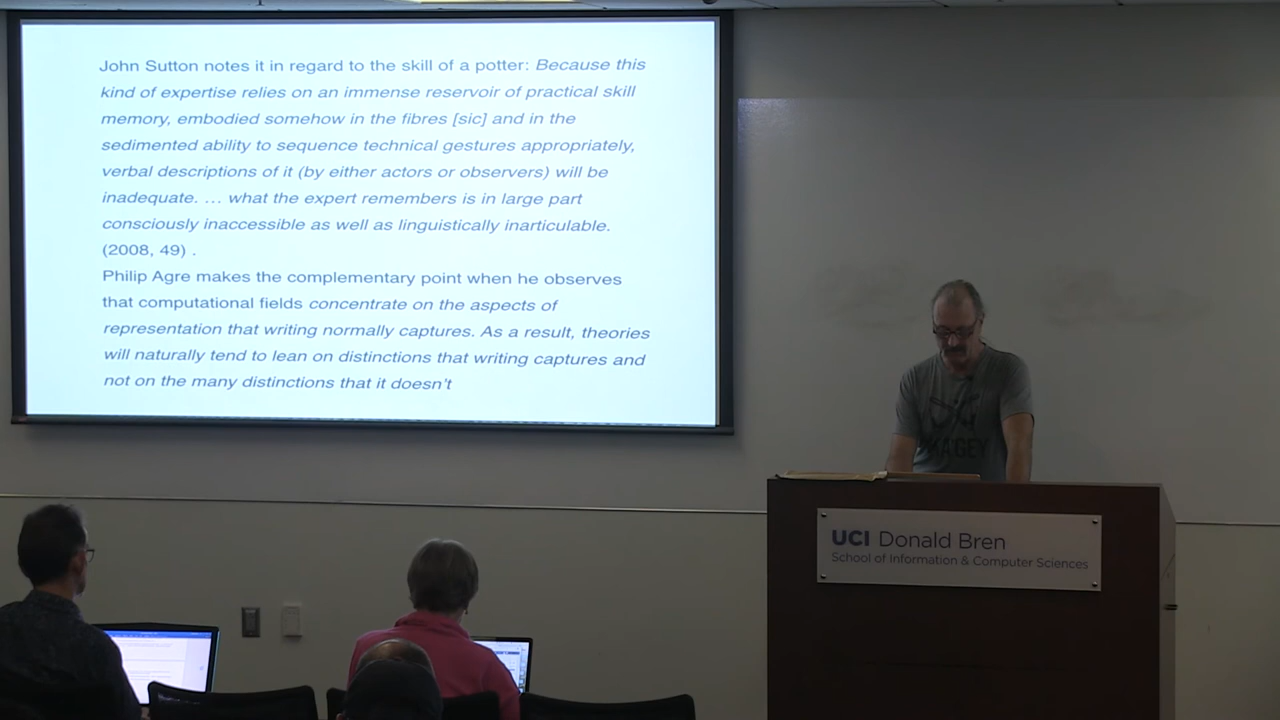 John Sutton notes it in regard to the skill of a potter: Because this
kind of expertise relies on an immense reservoir of practical skill
memory, embodied somehow in the fibres [sic] and in the
sedimented ability to sequence technical gestures appropriately,
verbal descriptions of it (by either actors or observers) will be
inadequate. … what the expert remembers is in large part
consciously inaccessible as well as linguistically inarticulable.
(2008, 49) .
Philip Agre makes the complementary point when he observes
that computational fields concentrate on the aspects of
representation that writing normally captures. As a result, theories
will naturally tend to lean on distinctions that writing captures and
not on the many distinctions that it doesn't
UCI Donald Bren
School of Information & Computer Sciences